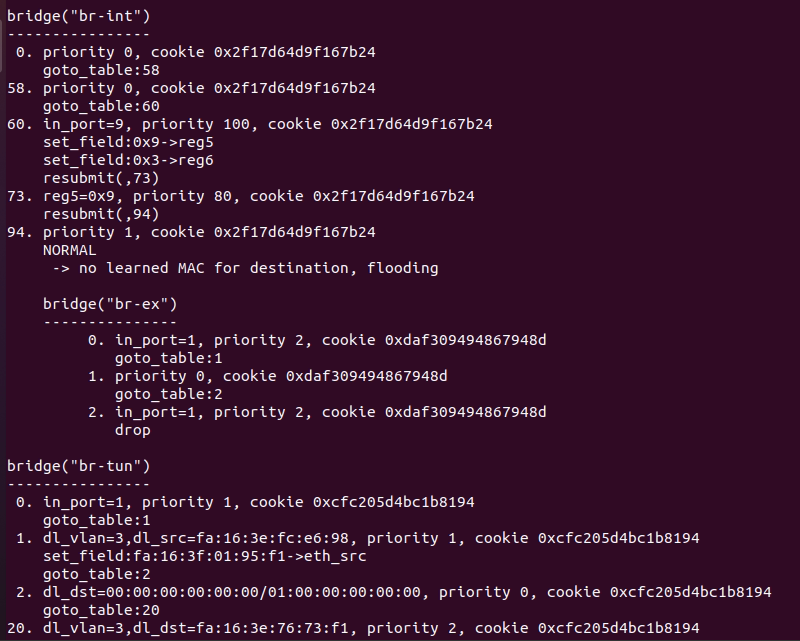 bridge("br-int")
----------------
 0. priority 0, cookie 0x2f17d64d9f167b24
    goto_table:58
58. priority 0, cookie 0x2f17d64d9f167b24
    goto_table:60
60. in_port=9, priority 100, cookie 0x2f17d64d9f167b24
    set_field:0x9->reg5
    set_field:0x3->reg6
    resubmit(,73)
73. reg5=0x9, priority 80, cookie 0x2f17d64d9f167b24
    resubmit(,94)
94. priority 1, cookie 0x2f17d64d9f167b24
    NORMAL
     -> no learned MAC for destination, flooding

    bridge("br-ex")
    ---------------
         0. in_port=1, priority 2, cookie 0xdaf309494867948d
            goto_table:1
         1. priority 0, cookie 0xdaf309494867948d
            goto_table:2
         2. in_port=1, priority 2, cookie 0xdaf309494867948d
            drop

bridge("br-tun")
----------------
 0. in_port=1, priority 1, cookie 0xcfc205d4bc1b8194
    goto_table:1
 1. dl_vlan=3,dl_src=fa:16:3e:fc:e6:98, priority 1, cookie 0xcfc205d4bc1b8194
    set_field:fa:16:3f:01:95:f1->eth_src
    goto_table:2
 2. dl_dst=00:00:00:00:00:00/01:00:00:00:00:00, priority 0, cookie 0xcfc205d4bc1b8194
    goto_table:20
20. dl_vlan=3,dl_dst=fa:16:3e:76:73:f1, priority 2, cookie 0xcfc205d4bc1b8194